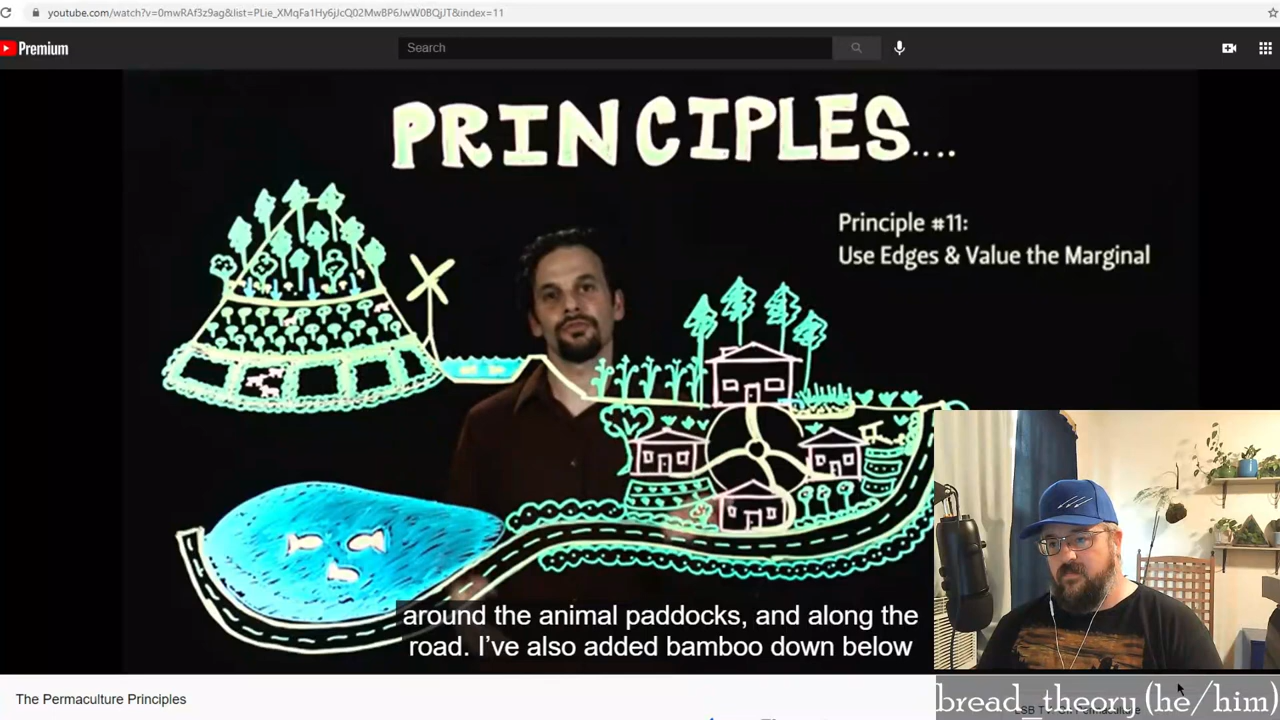 youtube.com/watch?v=0mwRAf3z9ag&list=PLie_XMqFa1Hy6jJcQ02MwBP6JwW0BQjJT&index=11
Premium
Search
PRINCIPLES....
Principle #11:
Use Edges & Value the Marginal
around the animal paddocks, and along the
road. I've also added bamboo down below
The Permaculture Principles
bread_theory (he/him)